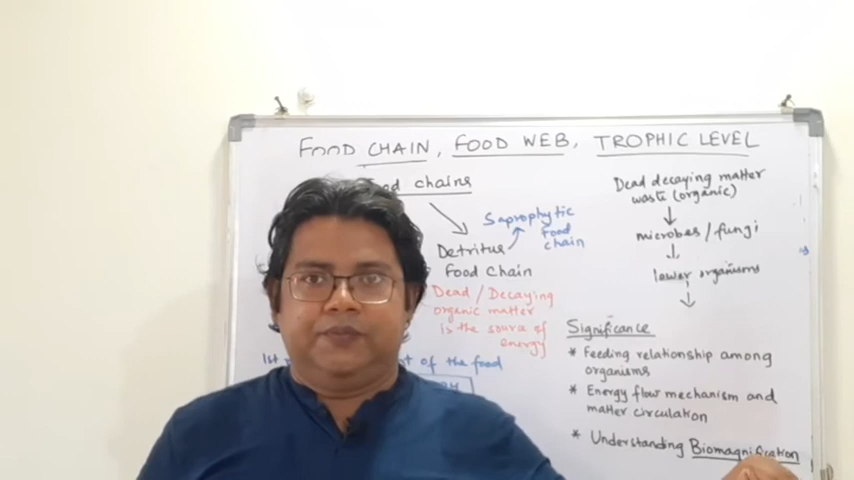 FOOD CHAIN, FOOD WEB, TROPHIC LEVEL
chains
Detritus
Food Chain
Saprophytic
Food
chain
Dead / Decaying
organic matter
is the source of
energy
1st
of the food
Dead decaying matter
waste (organic)
microbes / fungi
lower organisms
Significance
* Feeding relationship among
organisms
* Energy flow mechanism and
matter circulation
* Understanding Biomagnification